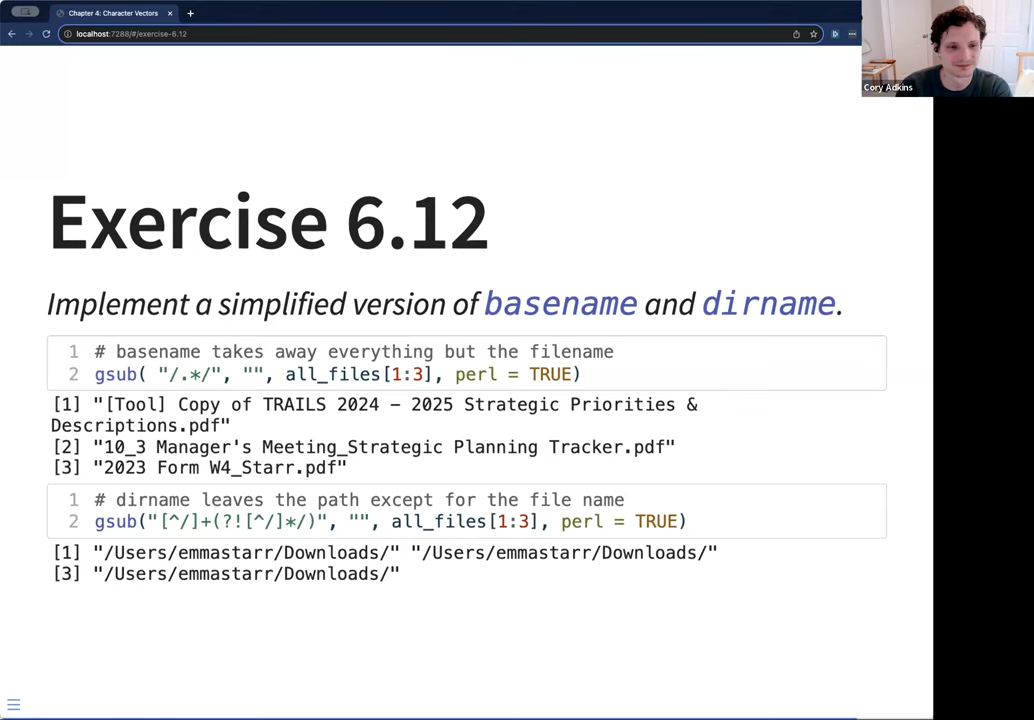 Chapter 4: Character Vectors
localhost:7288/#/exercise-6.12
Cory Adkins
Exercise 6.12
Implement a simplified version of basename and dirname.
1 # basename takes away everything but the filename
2 gsub( "/.*/", "", all_files[1:3], perl = TRUE)
[1] "[Tool] Copy of TRAILS 2024 – 2025 Strategic Priorities &
Descriptions.pdf"
[2] "10_3 Manager's Meeting_Strategic Planning Tracker.pdf"
[3] "2023 Form W4_Starr.pdf"
1 # dirname leaves the path except for the file name
2 gsub("[^/]+(?![^/]*/)", "", all_files[1:3], perl = TRUE)
[1] "/Users/emmastarr/Downloads/" "/Users/emmastarr/Downloads/"
[3] "/Users/emmastarr/Downloads/"